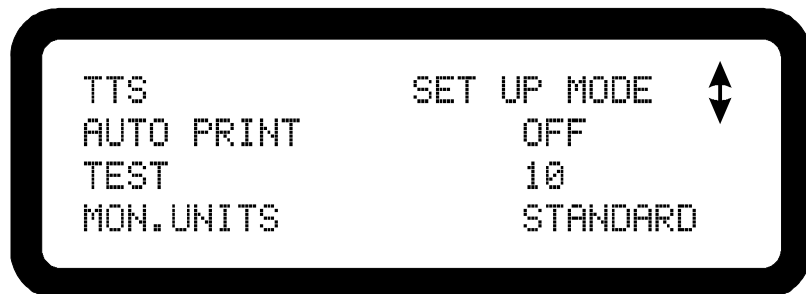 TTS SET UP MODE
AUTO PRINT OFF
TEST 10
MON.UNITS STANDARD